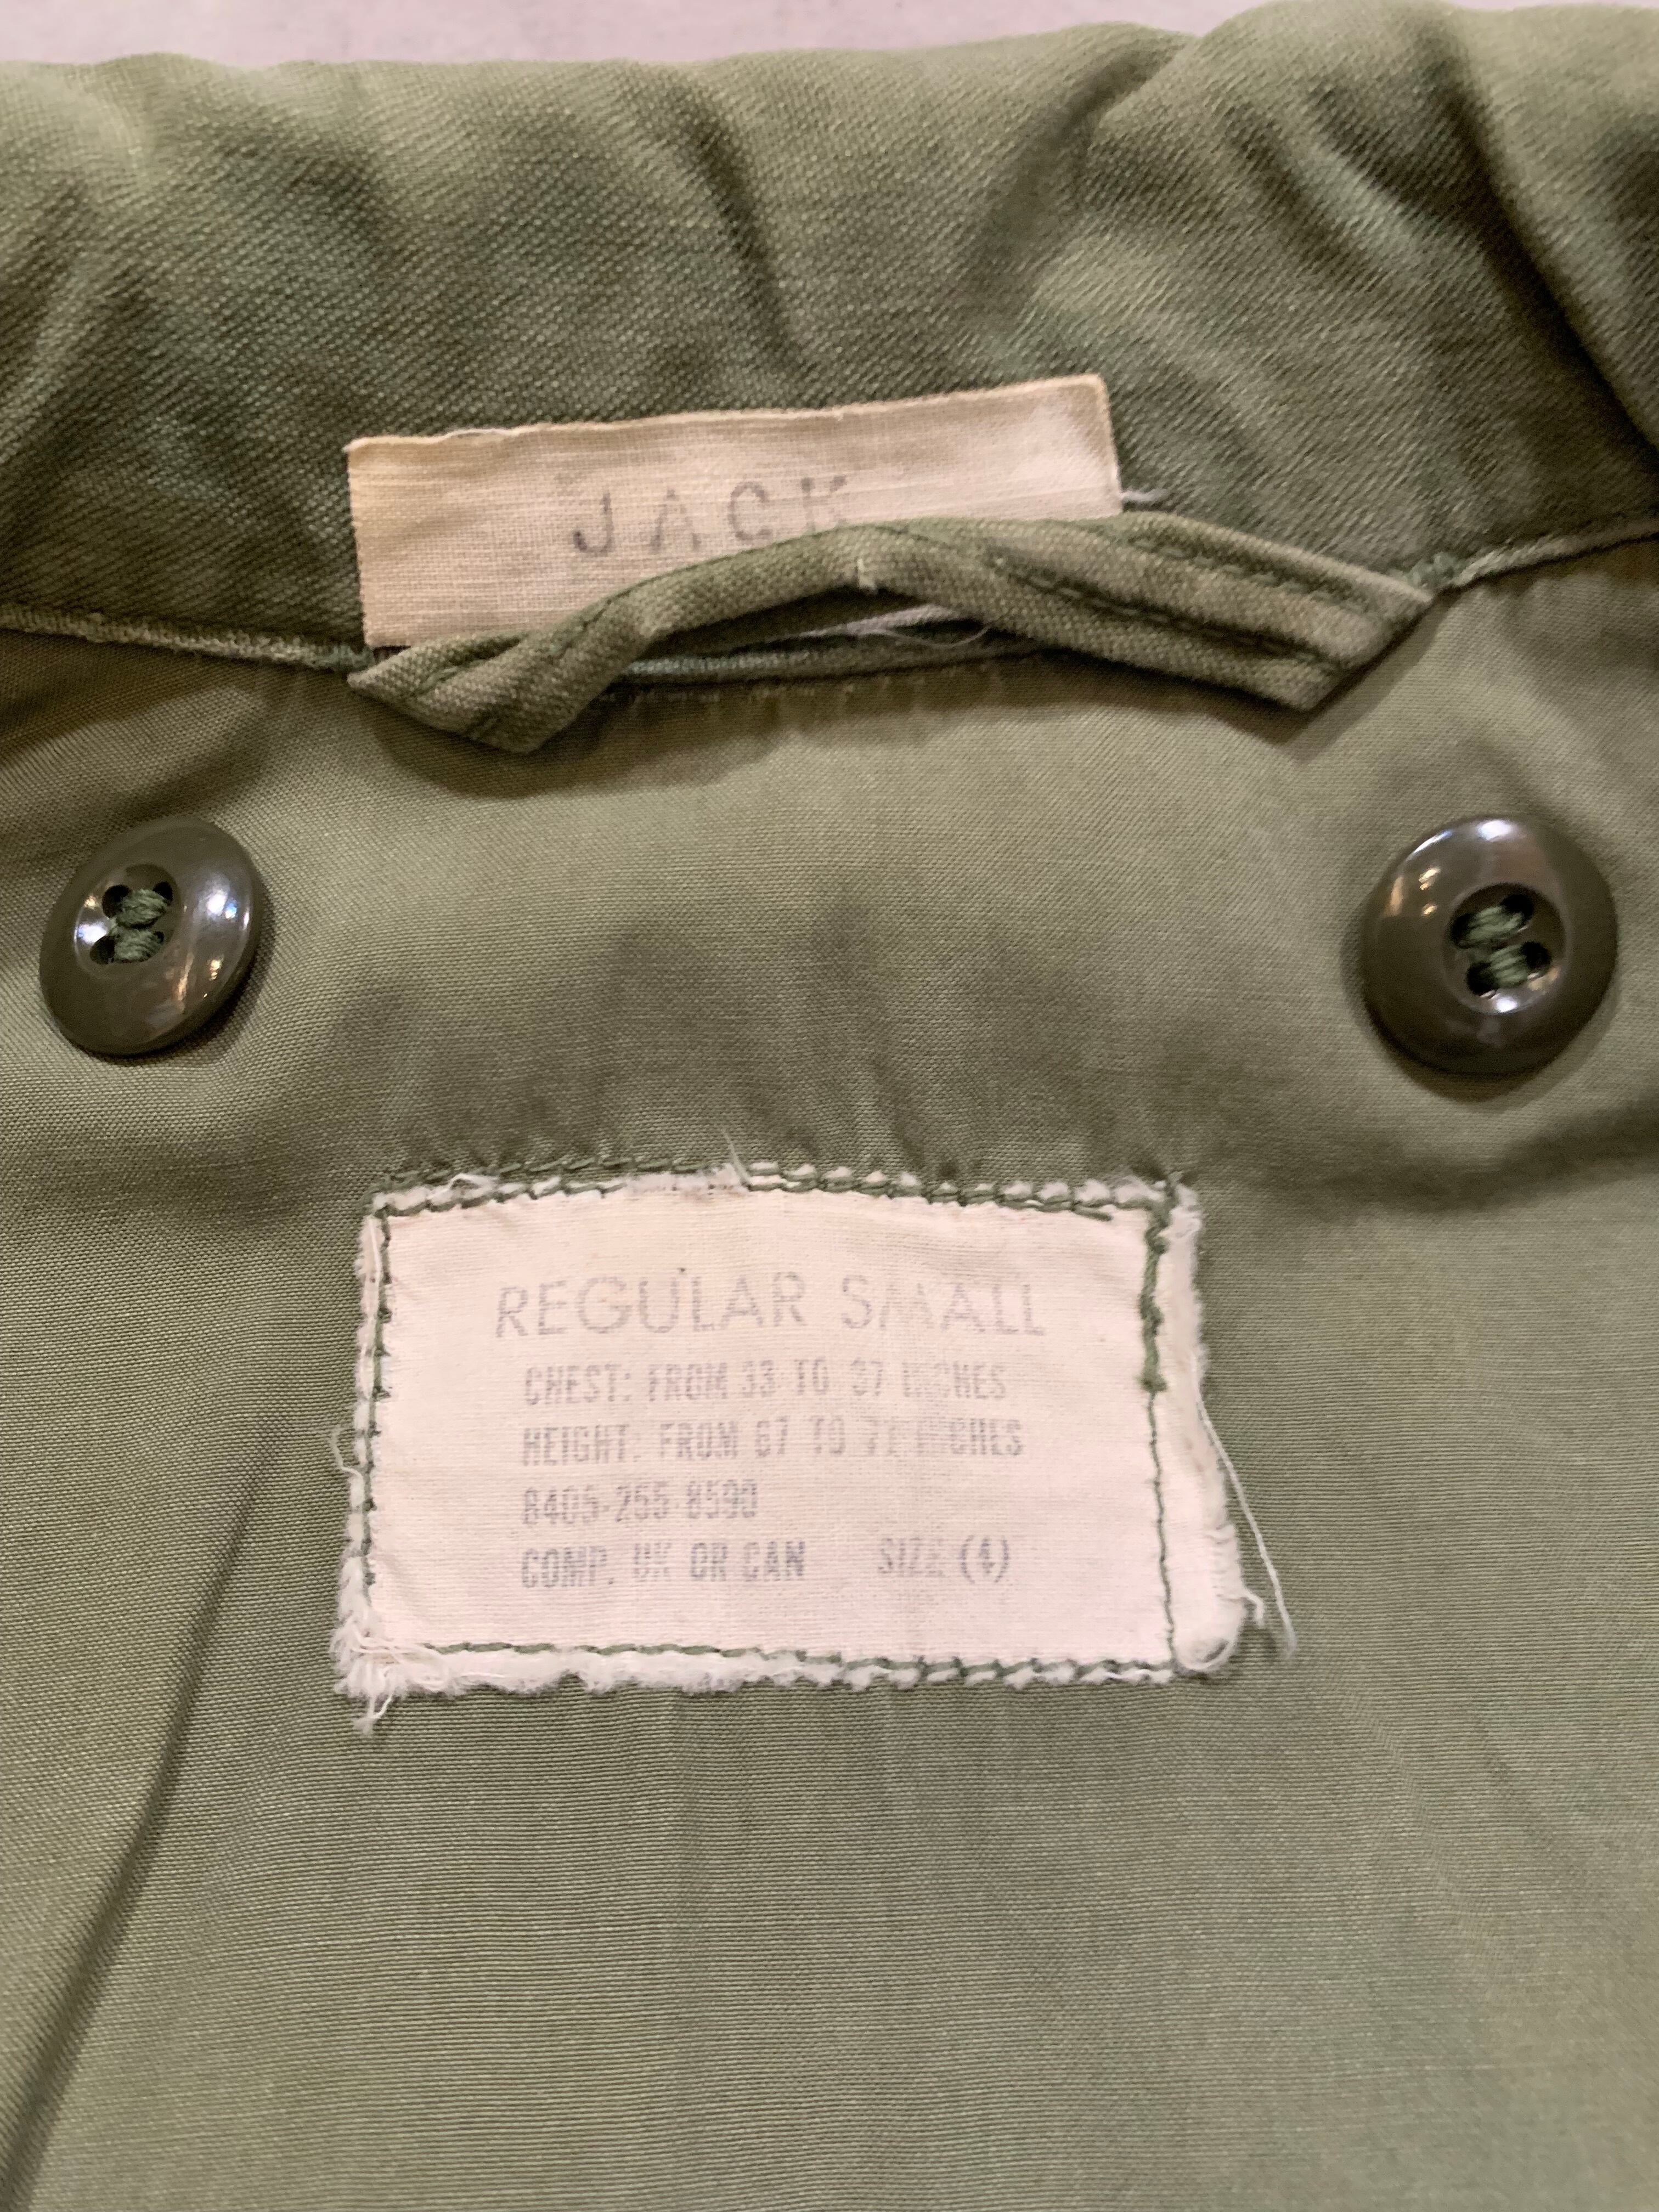 JACK
REGULAR SMALL
CHEST: FROM 33 TO 37 INCHES
HEIGHT: FROM 67 TO 71 INCHES
8405-255-8590
COMP. UK OR CAN SIZE (4)